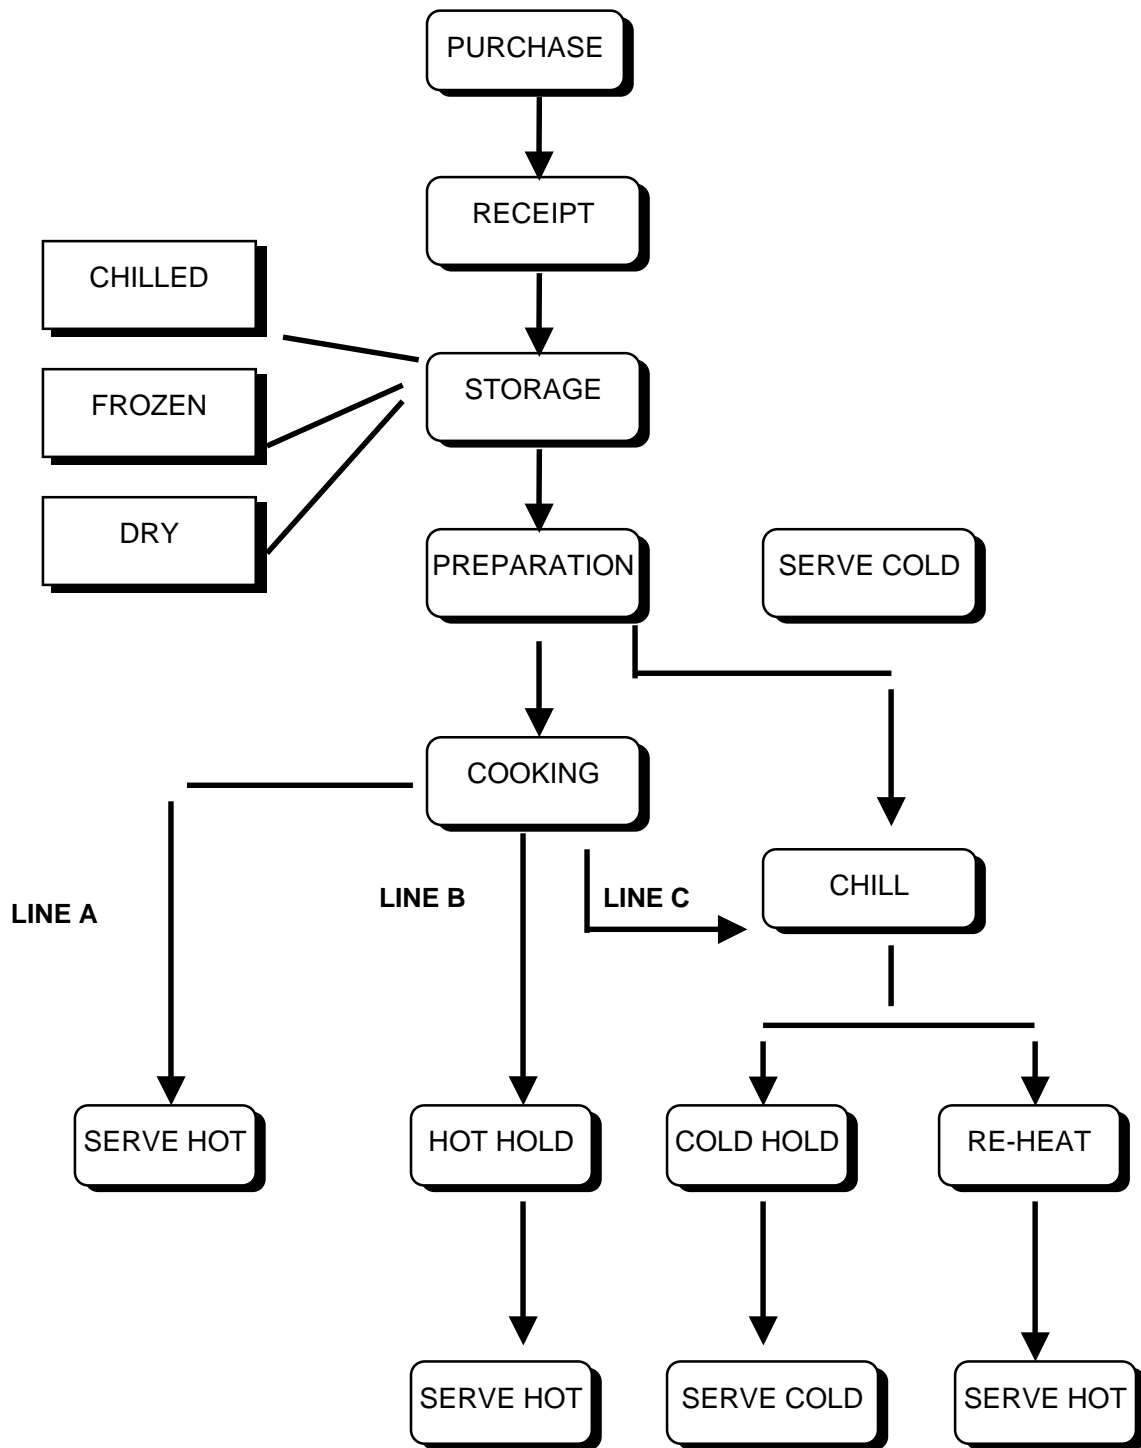 PURCHASE
RECEIPT
CHILLED
STORAGE
FROZEN
DRY
PREPARATION
SERVE COLD
COOKING
CHILL
LINE A
LINE B
LINE C
SERVE HOT
HOT HOLD
COLD HOLD
RE-HEAT
SERVE HOT
SERVE COLD
SERVE HOT